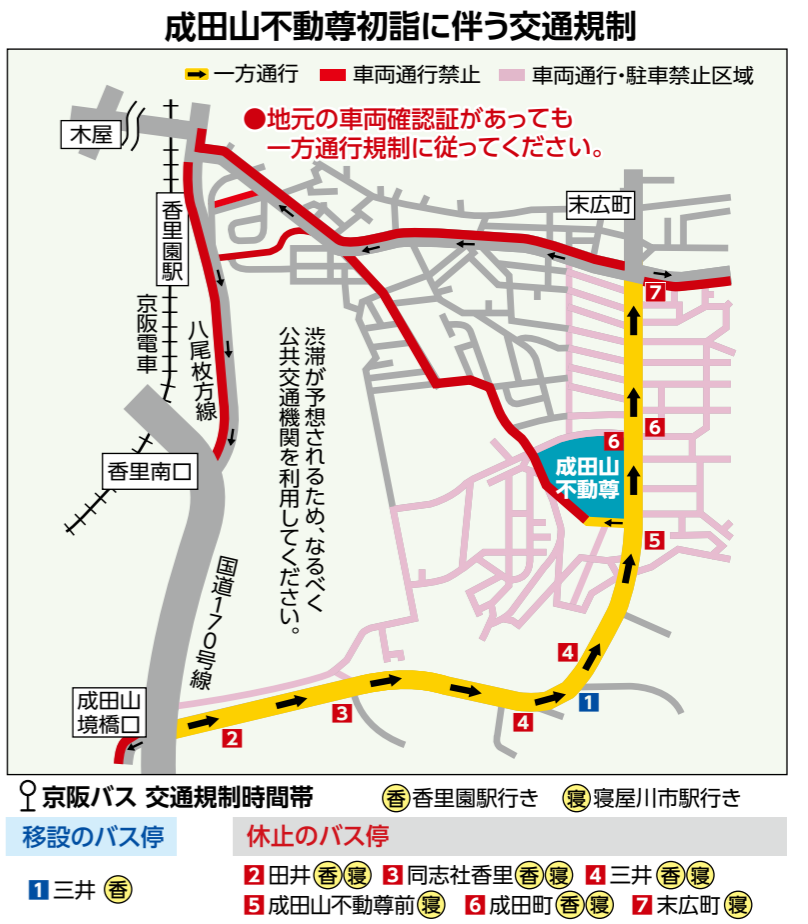 成田山不動尊初詣に伴う交通規制
一方通行 車両通行禁止 車両通行・駐車禁止区域
●地元の車両確認証があっても
一方通行規制に従ってください。
木屋
末広町
香里園駅
京阪電車
八尾枚方線
渋滞が予想されるため、なるべく
公共交通機関を利用してください。
7
6
6
成田山
不動尊
香里南口
5
国道170号線
4
成田山
境橋口
2
3
4
1
京阪バス 交通規制時間帯 香香里園駅行き 寝寝屋川市駅行き
移設のバス停 休止のバス停
1三井香
2田井香寝 3同志社香里香寝 4三井香寝
5成田山不動尊前寝 6成田町香寝 7末広町寝